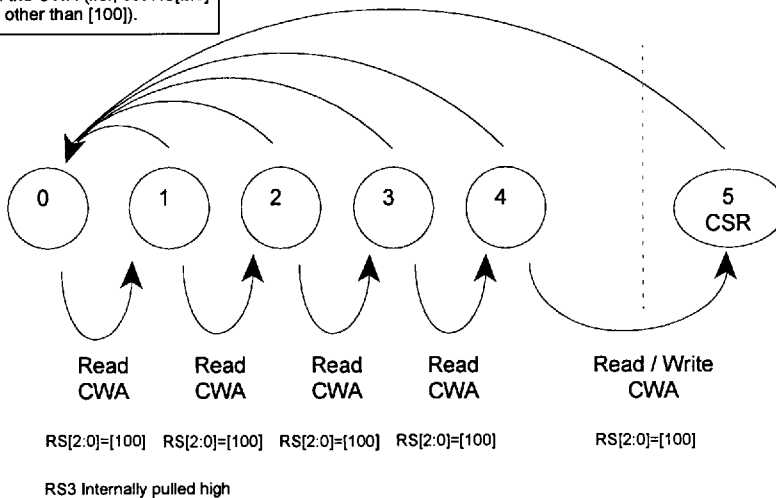 other than [100]).
0 1 2 3 4 5
CSR
Read Read Read Read Read / Write
CWA CWA CWA CWA CWA
RS[2:0]=[100] RS[2:0]=[100] RS[2:0]=[100] RS[2:0]=[100] RS[2:0]=[100]
RS3 Internally pulled high